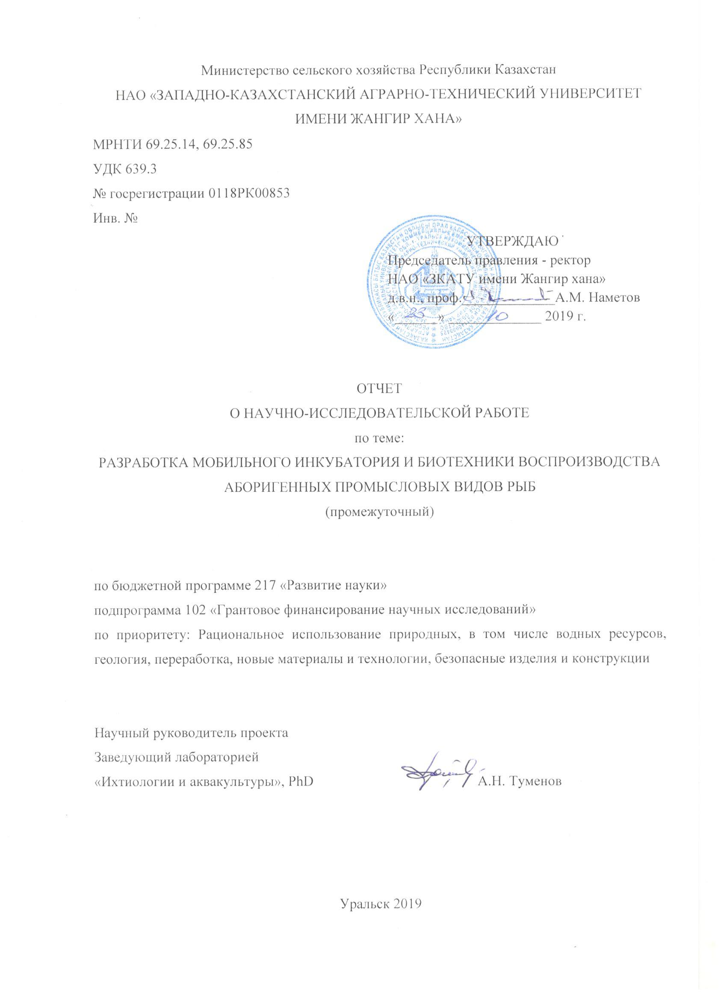 Министерство сельского хозяйства Республики Казахстан
НАО «ЗАПАДНО-КАЗАХСТАНСКИЙ АГРАРНО-ТЕХНИЧЕСКИЙ УНИВЕРСИТЕТ
ИМЕНИ ЖАНГИР ХАНА»
МРНТИ 69.25.14, 69.25.85
УДК 639.3
№ госрегистрации 0118РК00853
Инв. №
УТВЕРЖДАЮ
Председатель правления - ректор
НАО «ЗКАТУ имени Жангир хана»
д.в.н., проф. А.М. Наметов
« 23 » 10 2019 г.
ОТЧЕТ
О НАУЧНО-ИССЛЕДОВАТЕЛЬСКОЙ РАБОТЕ
по теме:
РАЗРАБОТКА МОБИЛЬНОГО ИНКУБАТОРИЯ И БИОТЕХНИКИ ВОСПРОИЗВОДСТВА
АБОРИГЕННЫХ ПРОМЫСЛОВЫХ ВИДОВ РЫБ
(промежуточный)
по бюджетной программе 217 «Развитие науки»
подпрограмма 102 «Грантовое финансирование научных исследований»
по приоритету: Рациональное использование природных, в том числе водных ресурсов,
геология, переработка, новые материалы и технологии, безопасные изделия и конструкции
Научный руководитель проекта
Заведующий лабораторией
«Ихтиологии и аквакультуры», PhD А.Н. Туменов
Уральск 2019